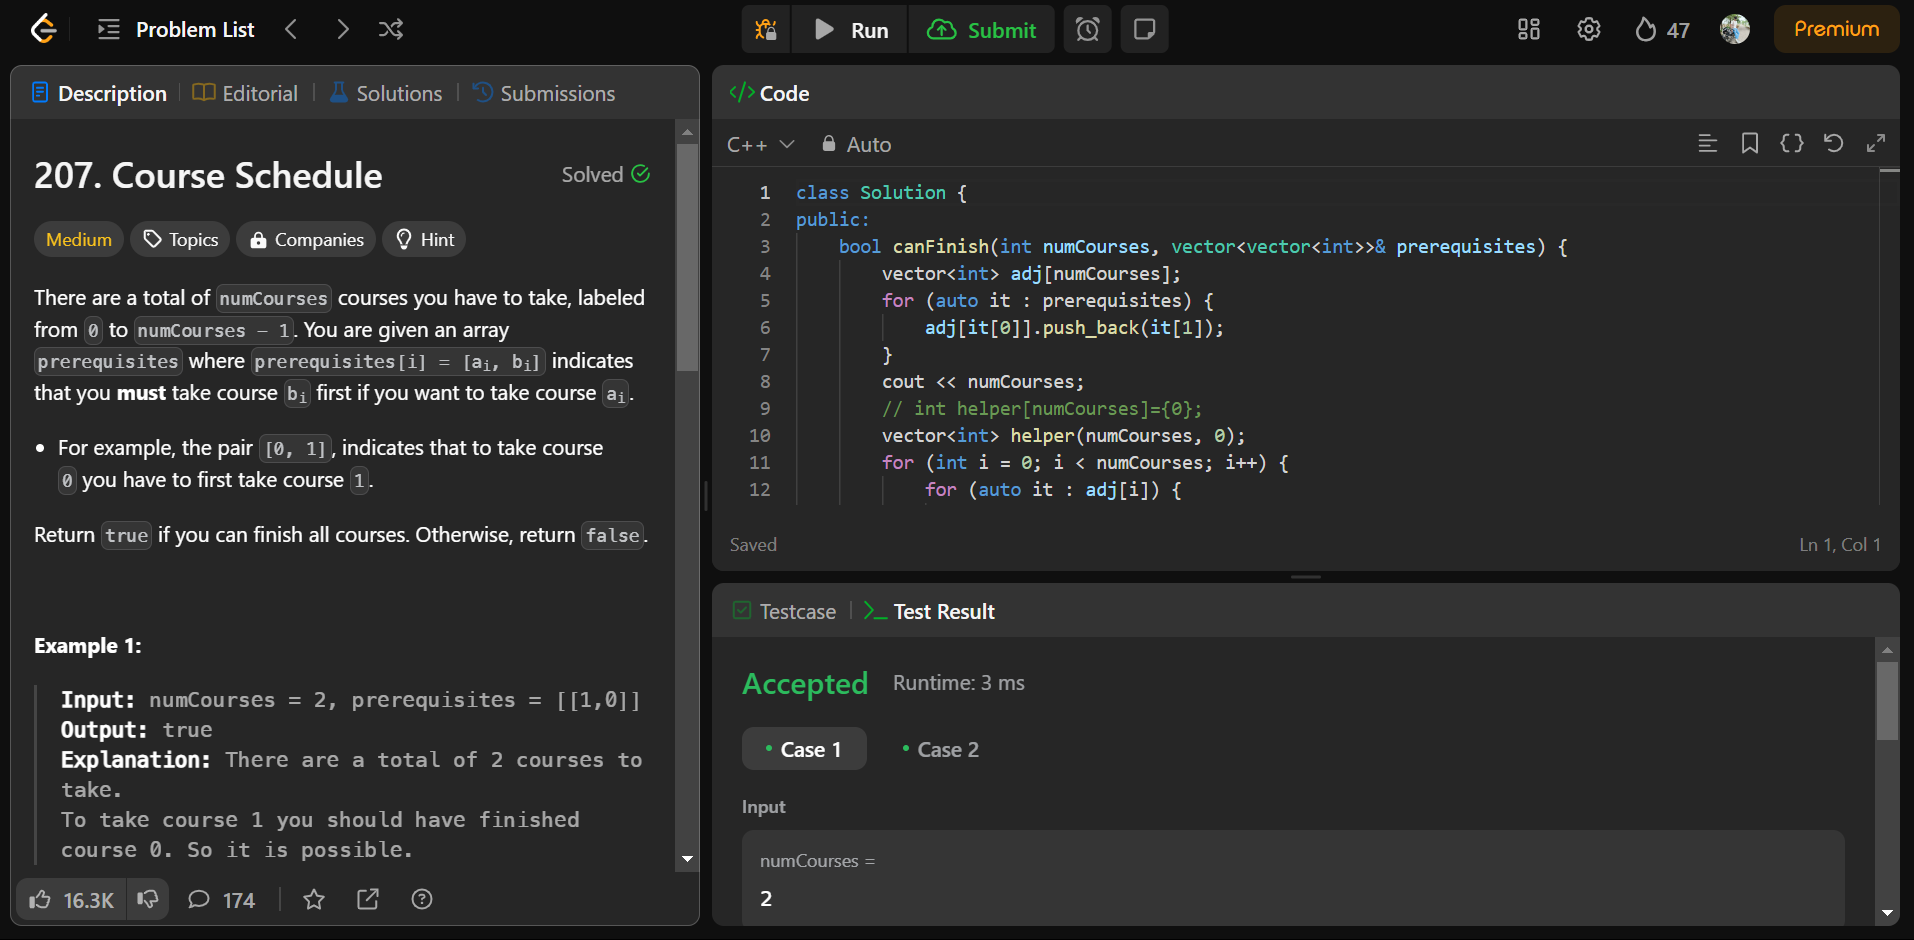 Problem List
Run
Submit
47
Premium
Description
Editorial
Solutions
Submissions
207. Course Schedule
Solved
Medium
Topics
Companies
Hint
There are a total of numCourses courses you have to take, labeled
from 0 to numCourses - 1. You are given an array
prerequisites where prerequisites[i] = [ai, bi] indicates
that you must take course bi first if you want to take course ai.
• For example, the pair [0, 1], indicates that to take course
0 you have to first take course 1.
Return true if you can finish all courses. Otherwise, return false.
Example 1:
Input: numCourses = 2, prerequisites = [[1,0]]
Output: true
Explanation: There are a total of 2 courses to
take.
To take course 1 you should have finished
course 0. So it is possible.
16.3K
174
</> Code
C++
Auto
1 class Solution {
2 public:
3 bool canFinish(int numCourses, vector<vector<int>>& prerequisites) {
4 vector<int> adj[numCourses];
5 for (auto it : prerequisites) {
6 adj[it[0]].push_back(it[1]);
7 }
8 cout << numCourses;
9 // int helper[numCourses]={0};
10 vector<int> helper(numCourses, 0);
11 for (int i = 0; i < numCourses; i++) {
12 for (auto it : adj[i]) {
Saved
Ln 1, Col 1
Testcase
>_ Test Result
Accepted
Runtime: 3 ms
• Case 1
• Case 2
Input
numCourses =
2